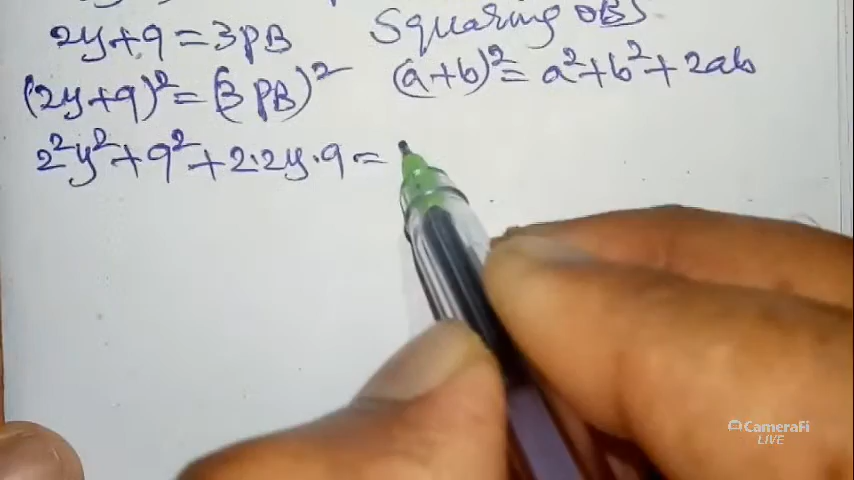 2y+9=3PB Squaring OBS
(2y+9)²=(3PB)² (a+b)²=a²+b²+2ab
2²y²+9²+2·2y·9=
CameraFi
LIVE